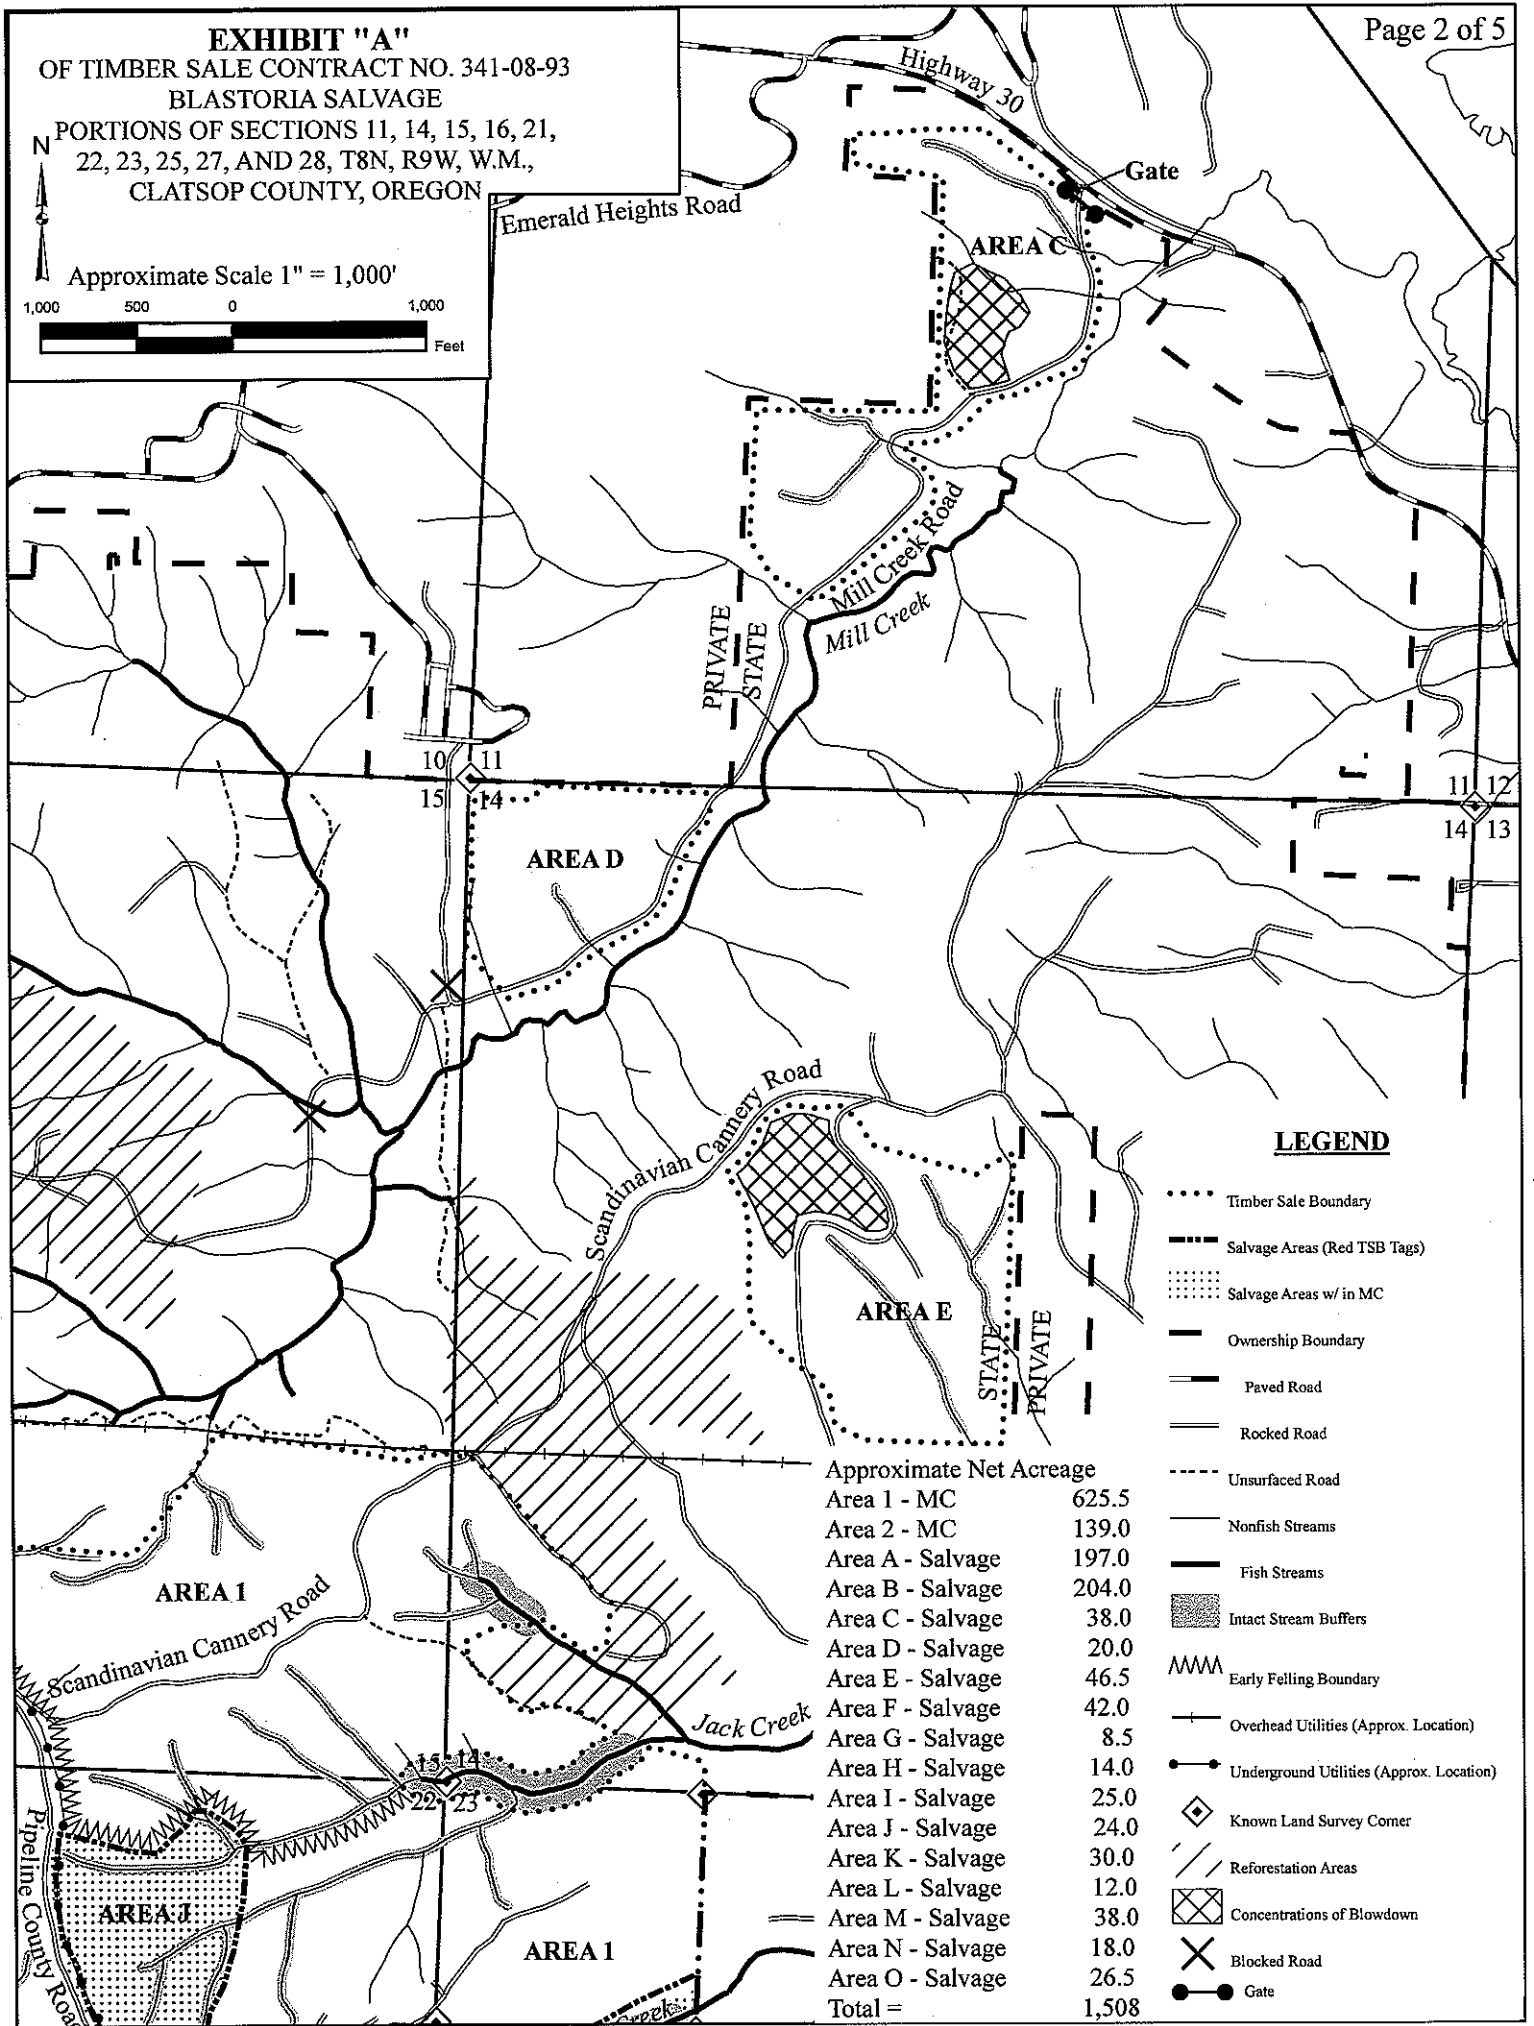 Page 2 of 5
EXHIBIT "A"
OF TIMBER SALE CONTRACT NO. 341-08-93
BLASTORIA SALVAGE
PORTIONS OF SECTIONS 11, 14, 15, 16, 21,
22, 23, 25, 27, AND 28, T8N, R9W, W.M.,
CLATSOP COUNTY, OREGON
N
Approximate Scale 1" = 1,000'
1,000 500 0 1,000
Feet
Highway 30
Gate
Emerald Heights Road
AREA C
Mill Creek Road
Mill Creek
PRIVATE
STATE
10 11
15 14
11 12
14 13
AREA D
Scandinavian Cannery Road
AREA E
STATE
PRIVATE
AREA 1
Scandinavian Cannery Road
Jack Creek
15 14
22 23
Pipeline County Road
AREA J
AREA 1
Creek
Approximate Net Acreage
Area 1 - MC 625.5
Area 2 - MC 139.0
Area A - Salvage 197.0
Area B - Salvage 204.0
Area C - Salvage 38.0
Area D - Salvage 20.0
Area E - Salvage 46.5
Area F - Salvage 42.0
Area G - Salvage 8.5
Area H - Salvage 14.0
Area I - Salvage 25.0
Area J - Salvage 24.0
Area K - Salvage 30.0
Area L - Salvage 12.0
Area M - Salvage 38.0
Area N - Salvage 18.0
Area O - Salvage 26.5
Total = 1,508
LEGEND
Timber Sale Boundary
Salvage Areas (Red TSB Tags)
Salvage Areas w/ in MC
Ownership Boundary
Paved Road
Rocked Road
Unsurfaced Road
Nonfish Streams
Fish Streams
Intact Stream Buffers
Early Felling Boundary
Overhead Utilities (Approx. Location)
Underground Utilities (Approx. Location)
Known Land Survey Corner
Reforestation Areas
Concentrations of Blowdown
Blocked Road
Gate